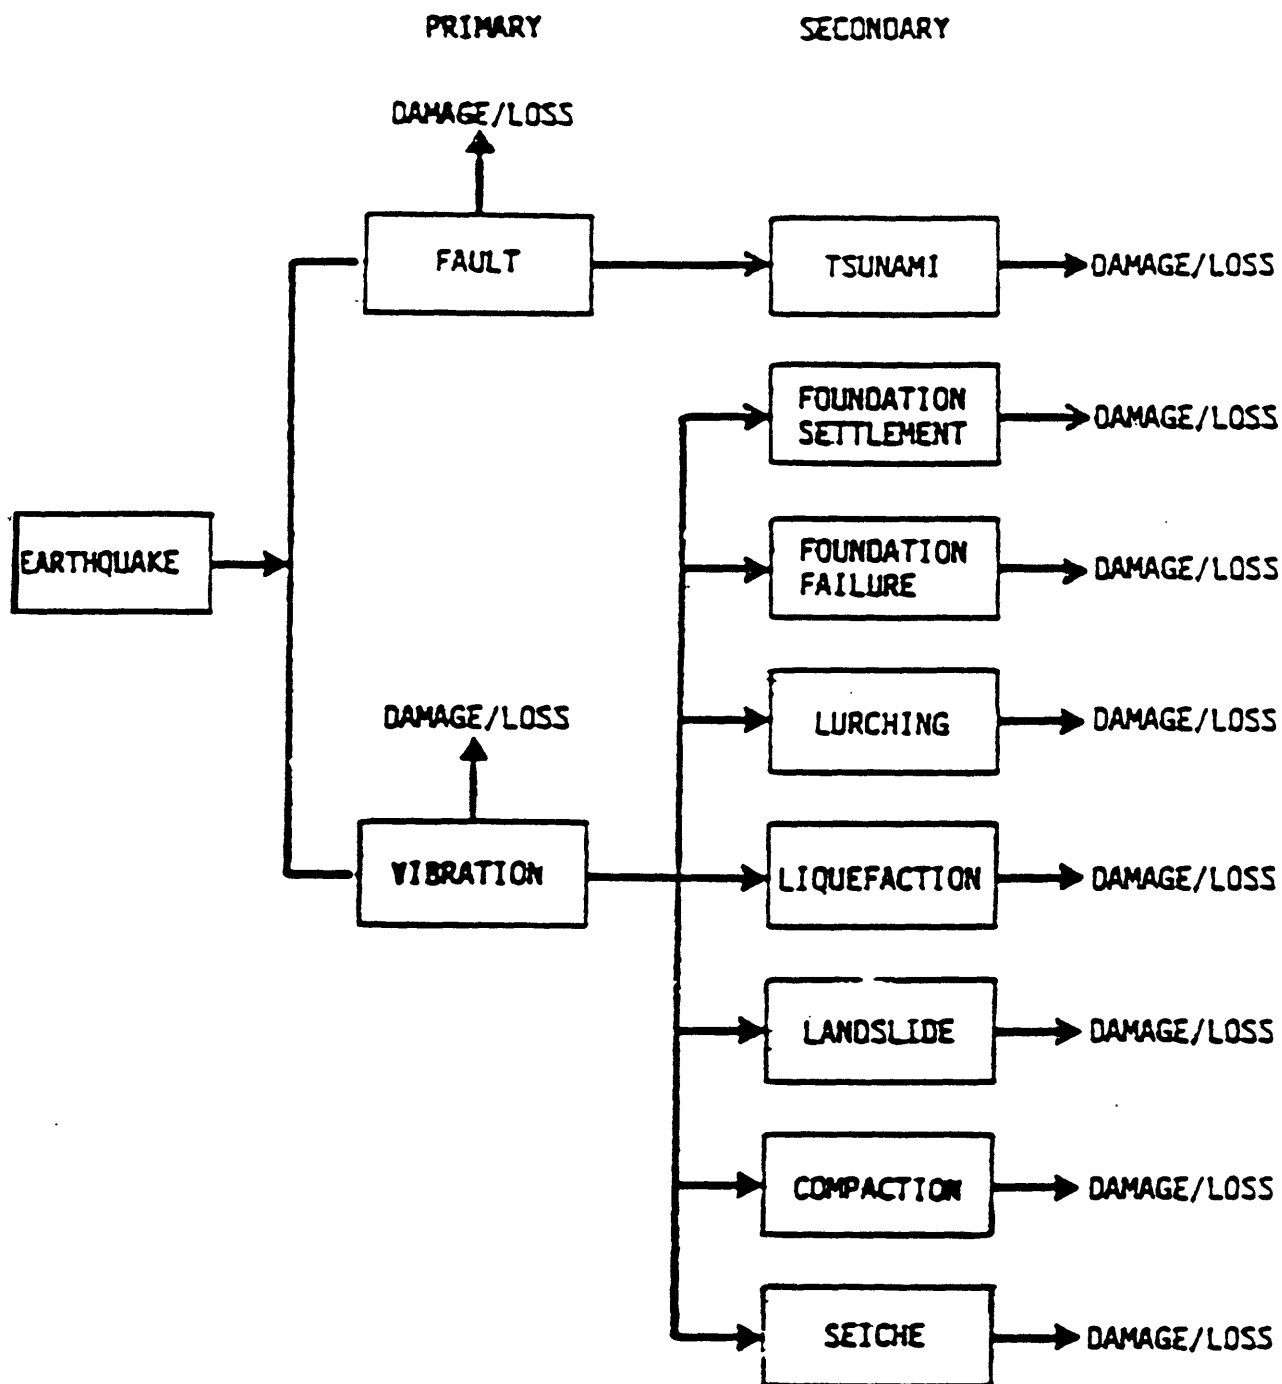 PRIMARY
SECONDARY
DAMAGE/LOSS
FAULT
TSUNAMI
DAMAGE/LOSS
FOUNDATION
SETTLEMENT
DAMAGE/LOSS
EARTHQUAKE
FOUNDATION
FAILURE
DAMAGE/LOSS
DAMAGE/LOSS
LURCHING
DAMAGE/LOSS
VIBRATION
LIQUEFACTION
DAMAGE/LOSS
LANDSLIDE
DAMAGE/LOSS
COMPACTION
DAMAGE/LOSS
SEICHE
DAMAGE/LOSS